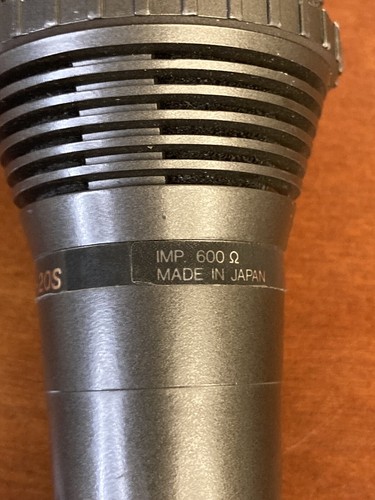 20S
IMP. 600 Ω
MADE IN JAPAN